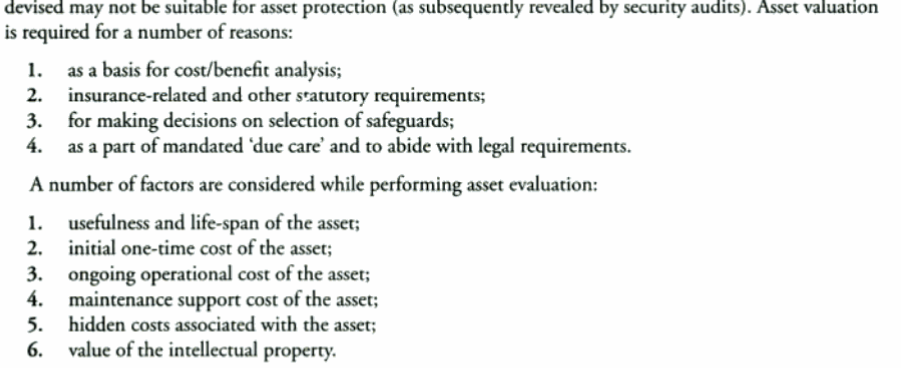 devised may not be suitable for asset protection (as subsequently revealed by security audits). Asset valuation
is required for a number of reasons:
1. as a basis for cost/benefit analysis;
2. insurance-related and other statutory requirements;
3. for making decisions on selection of safeguards;
4. as a part of mandated 'due care' and to abide with legal requirements.
A number of factors are considered while performing asset evaluation:
1. usefulness and life-span of the asset;
2. initial one-time cost of the asset;
3. ongoing operational cost of the asset;
4. maintenance support cost of the asset;
5. hidden costs associated with the asset;
6. value of the intellectual property.